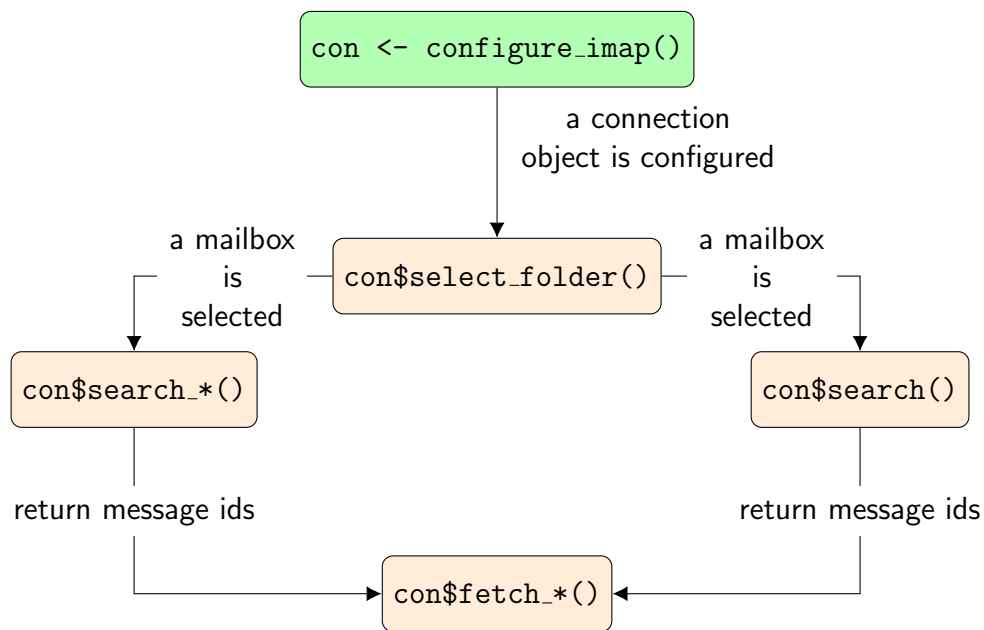 con <- configure_imap()
a connection
object is configured
a mailbox
is
selected
con$select_folder()
a mailbox
is
selected
con$search_*()
con$search()
return message ids
return message ids
con$fetch_*()